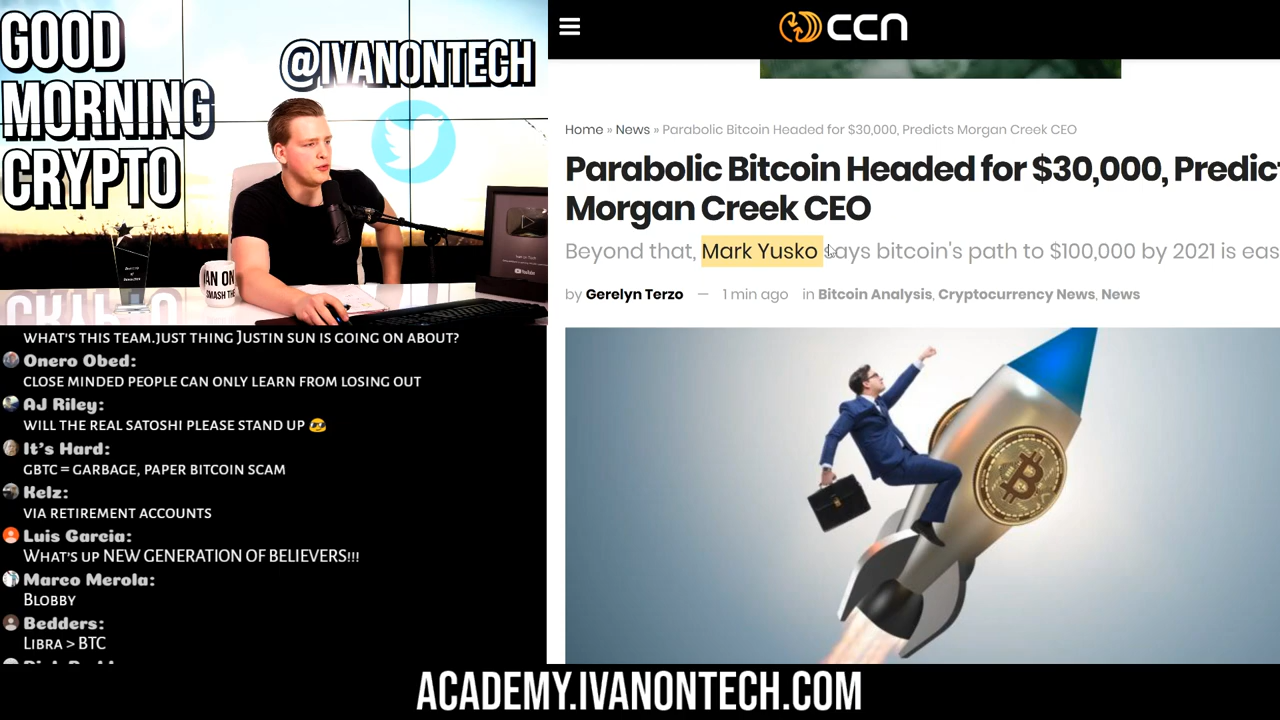 GOOD
MORNING
CRYPTO
@IVANONTECH
AN ON
SMASH THE
YouTube
WHAT'S THIS TEAM.JUST THING JUSTIN SUN IS GOING ON ABOUT?
Onero Obed:
CLOSE MINDED PEOPLE CAN ONLY LEARN FROM LOSING OUT
AJ Riley:
WILL THE REAL SATOSHI PLEASE STAND UP
It's Hard:
GBTC = GARBAGE, PAPER BITCOIN SCAM
Kelz:
VIA RETIREMENT ACCOUNTS
Luis Garcia:
WHAT'S UP NEW GENERATION OF BELIEVERS!!!
Marco Merola:
BLOBBY
Bedders:
LIBRA > BTC
CCN
Home » News » Parabolic Bitcoin Headed for $30,000, Predicts Morgan Creek CEO
Parabolic Bitcoin Headed for $30,000, Predict
Morgan Creek CEO
Beyond that, Mark Yusko says bitcoin's path to $100,000 by 2021 is eas
by Gerelyn Terzo — 1 min ago in Bitcoin Analysis, Cryptocurrency News, News
ACADEMY.IVANONTECH.COM